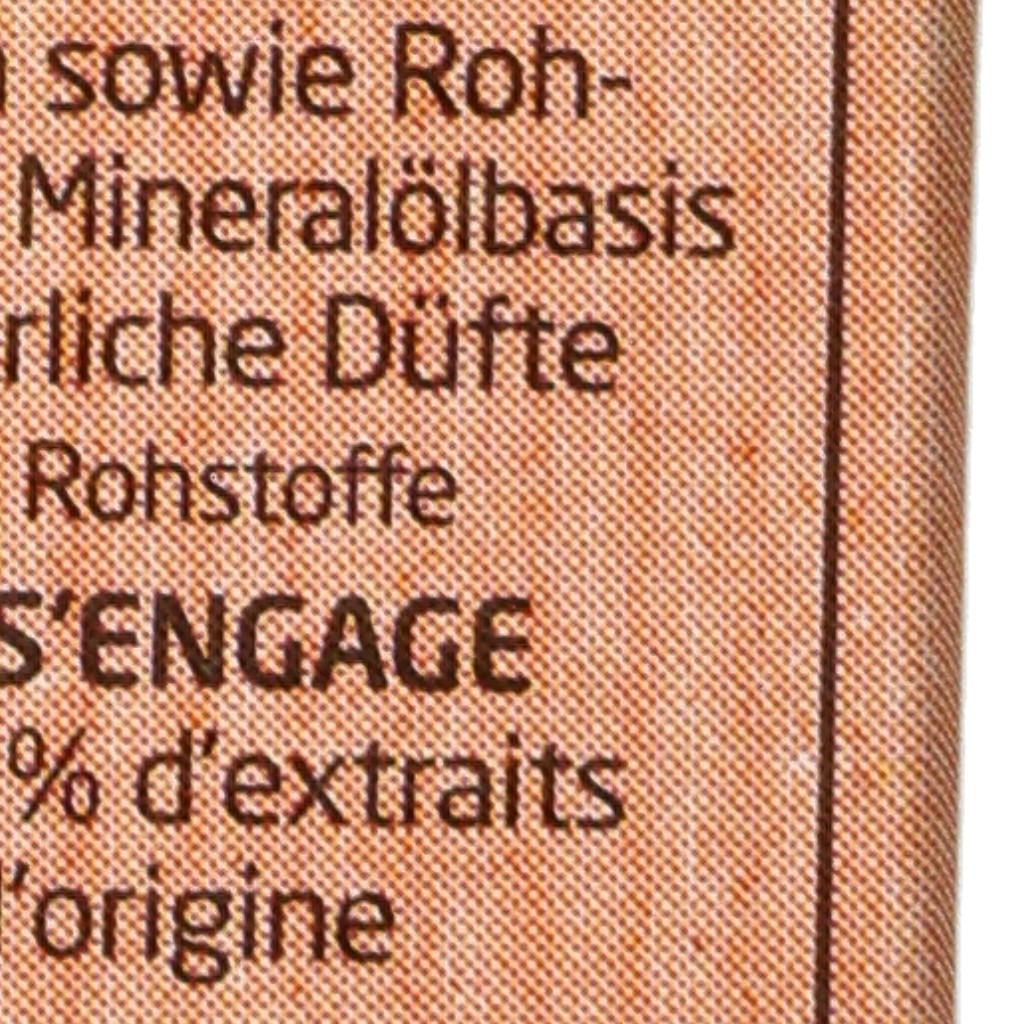 sowie Roh-
Mineralölbasis
rliche Düfte
Rohstoffe
S'ENGAGE
% d'extraits
l'origine